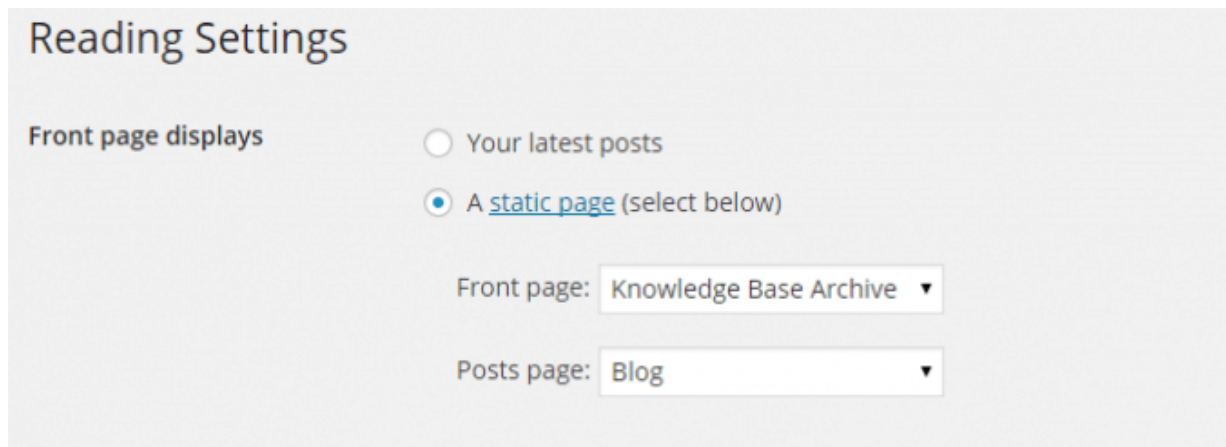 Reading Settings
Front page displays
Your latest posts
A static page (select below)
Front page: Knowledge Base Archive
Posts page: Blog